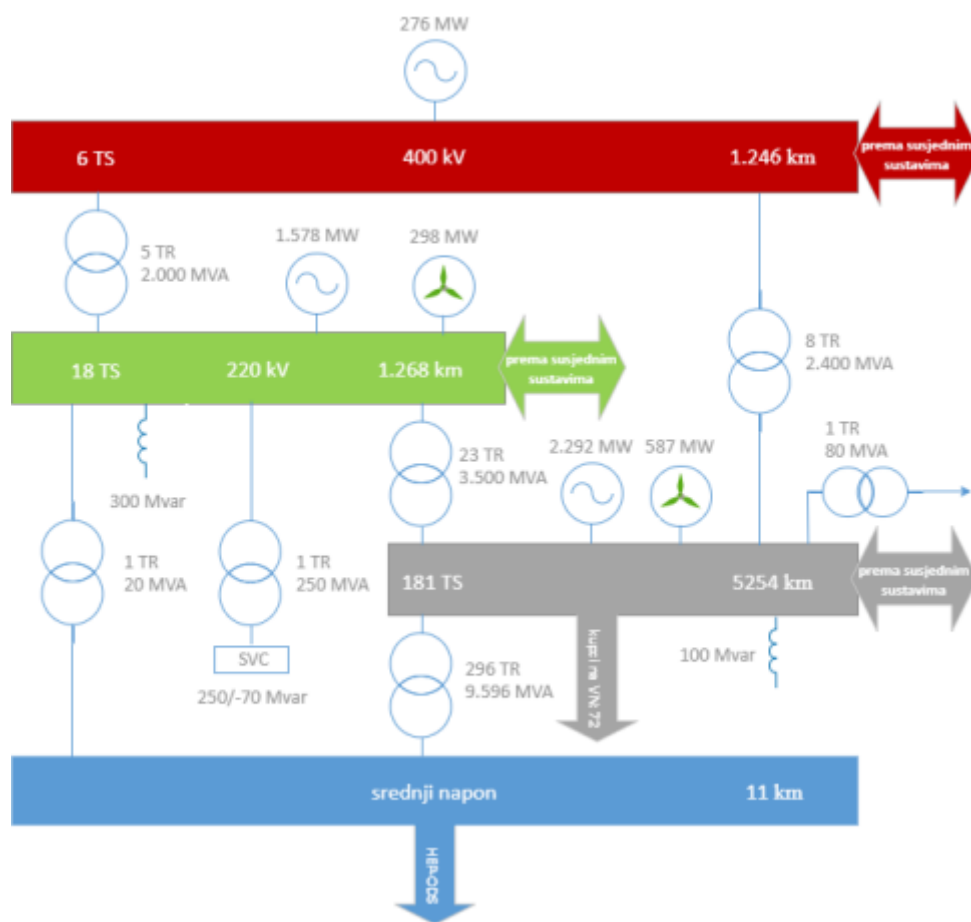 276 MW
6 TS
400 kV
1.246 km
prema susjednim
sustavima
5 TR
2.000 MVA
1.578 MW
298 MW
18 TS
220 kV
1.268 km
prema susjednim
sustavima
8 TR
2.400 MVA
300 Mvar
23 TR
3.500 MVA
2.292 MW
587 MW
1 TR
80 MVA
1 TR
20 MVA
1 TR
250 MVA
181 TS
5254 km
prema susjednim
sustavima
SVC
250/-70 Mvar
296 TR
9.596 MVA
kupci na VN: 72
100 Mvar
srednji napon
11 km
HEP-ODS